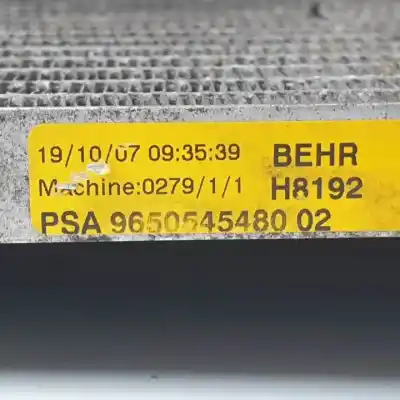 19/10/07 09:35:39 BEHR
Machine:0279/1/1 H8192
PSA 9650545480 02